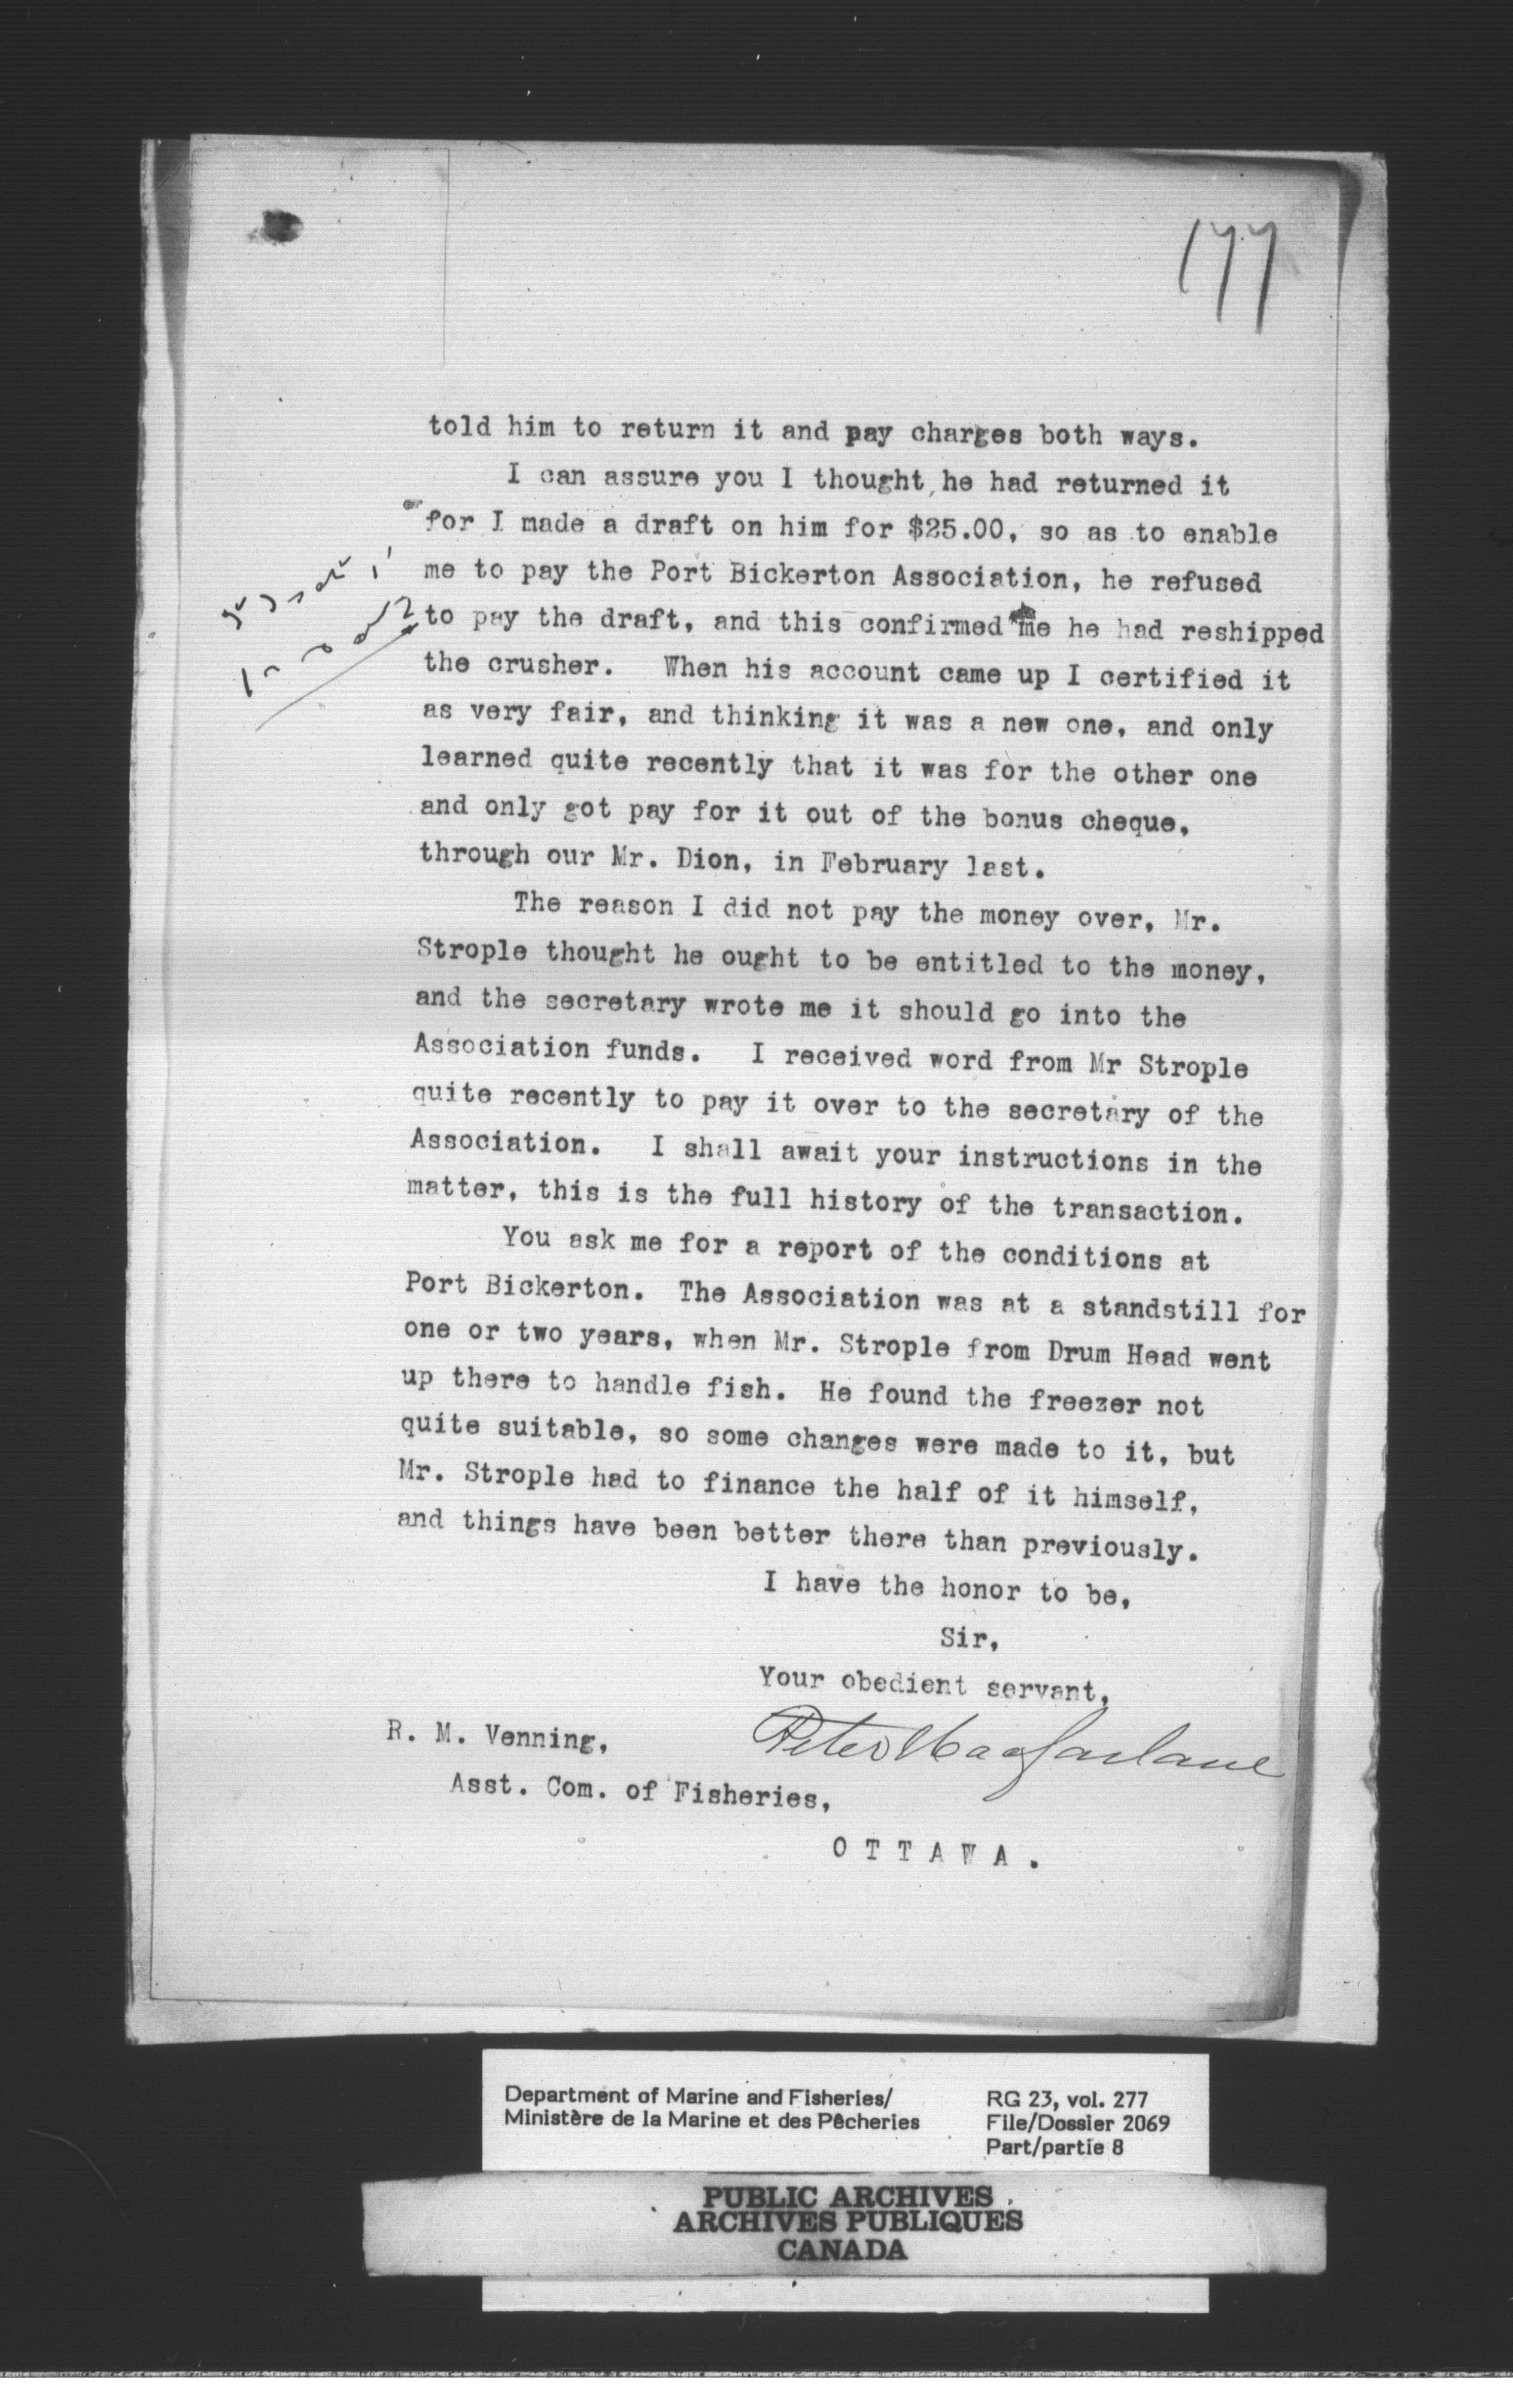 177
told him to return it and pay charges both ways.
I can assure you I thought, he had returned it
for I made a draft on him for $25.00, so as to enable
me to pay the Port Bickerton Association, he refused
to pay the draft, and this confirmed me he had reshipped
the crusher. When his account came up I certified it
as very fair, and thinking it was a new one, and only
learned quite recently that it was for the other one
and only got pay for it out of the bonus cheque,
through our Mr. Dion, in February last.
The reason I did not pay the money over, Mr.
Strople thought he ought to be entitled to the money,
and the secretary wrote me it should go into the
Association funds. I received word from Mr Strople
quite recently to pay it over to the secretary of the
Association. I shall await your instructions in the
matter, this is the full history of the transaction.
You ask me for a report of the conditions at
Port Bickerton. The Association was at a standstill for
one or two years, when Mr. Strople from Drum Head went
up there to handle fish. He found the freezer not
quite suitable, so some changes were made to it, but
Mr. Strople had to finance the half of it himself,
and things have been better there than previously.
I have the honor to be,
Sir,
Your obedient servant,
Peter Macfarlane
R. M. Venning,
Asst. Com. of Fisheries,
OTTAWA.
Department of Marine and Fisheries/
Ministère de la Marine et des Pêcheries
RG 23, vol. 277
File/Dossier 2069
Part/partie 8
PUBLIC ARCHIVES
ARCHIVES PUBLIQUES
CANADA